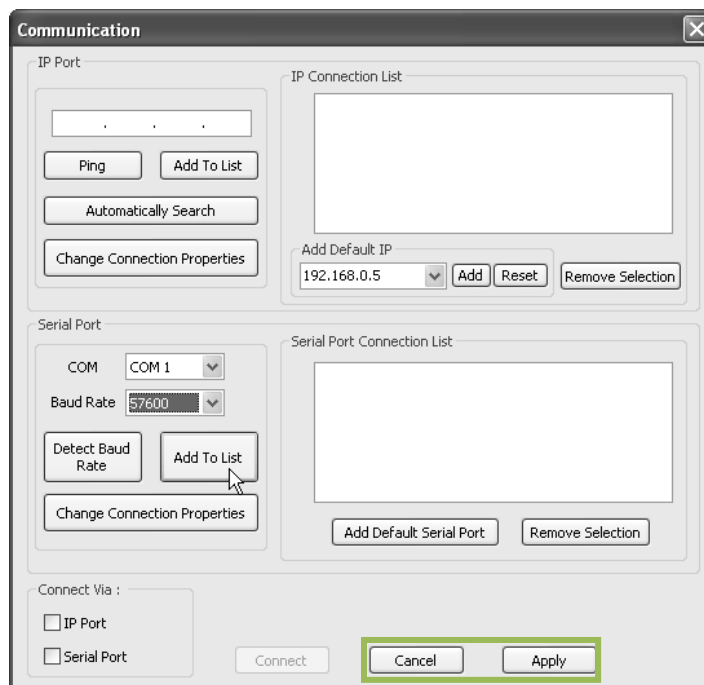 Communication
IP Port
. . .
Ping
Add To List
Automatically Search
Change Connection Properties
IP Connection List
Add Default IP
192.168.0.5
Add
Reset
Remove Selection
Serial Port
COM
COM 1
Baud Rate
57600
Detect Baud
Rate
Add To List
Change Connection Properties
Serial Port Connection List
Add Default Serial Port
Remove Selection
Connect Via :
IP Port
Serial Port
Connect
Cancel
Apply